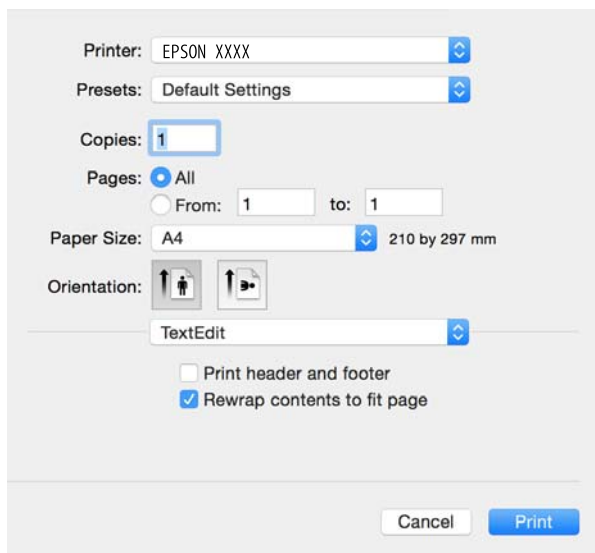 Printer: EPSON XXXX
Presets: Default Settings
Copies: 1
Pages: All
From: 1 to: 1
Paper Size: A4 210 by 297 mm
Orientation:
TextEdit
Print header and footer
Rewrap contents to fit page
Cancel Print